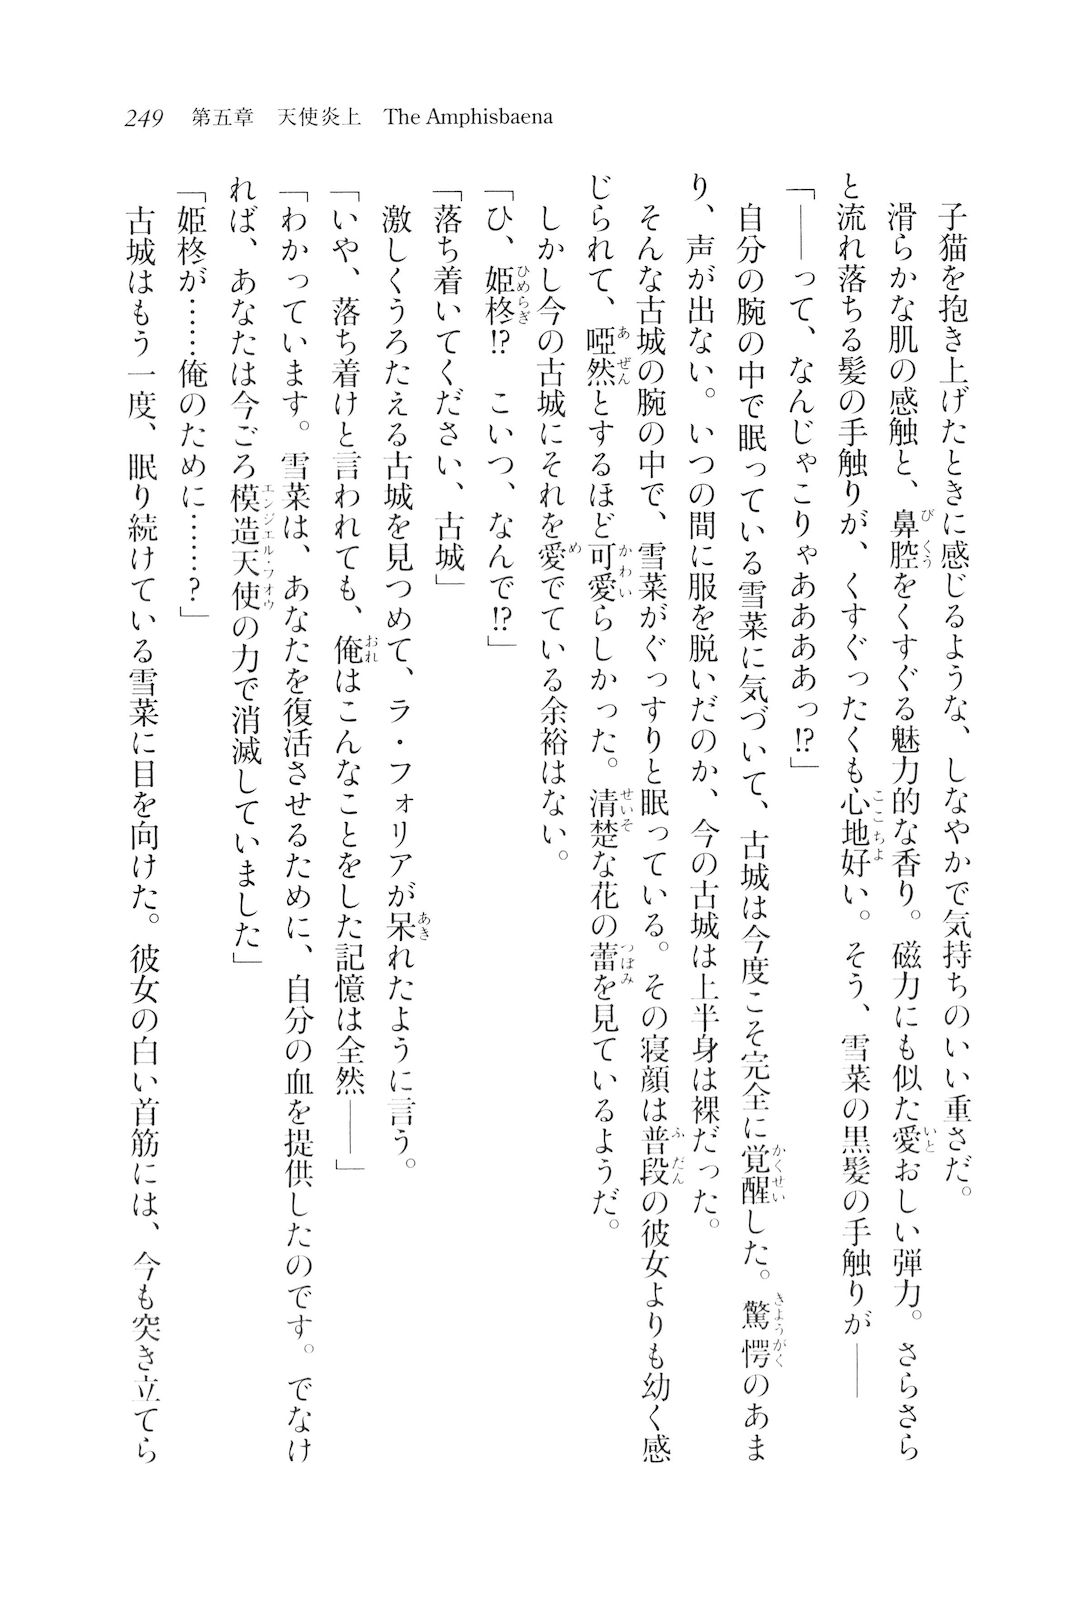 249 第五章 天使炎上 The Amphisbaena
子猫を抱き上げたときに感じるような、しなやかで気持ちのいい重さだ。
滑らかな肌の感触と、鼻腔をくすぐる魅力的な香り。磁力にも似た愛おしい弾力。さらさら
と流れ落ちる髪の手触りが、くすぐったくも心地好い。そう、雪菜の黒髪の手触りが――
「――って、なんじゃこりゃあああっ!?」
自分の腕の中で眠っている雪菜に気づいて、古城は今度こそ完全に覚醒した。驚愕のあま
り、声が出ない。いつの間に服を脱いだのか、今の古城は上半身は裸だった。
そんな古城の腕の中で、雪菜がぐっすりと眠っている。その寝顔は普段の彼女よりも幼く感
じられて、啞然とするほど可愛らしかった。清楚な花の蕾を見ているようだ。
しかし今の古城にそれを愛でている余裕はない。
「ひ、姫柊!? こいつ、なんで!?」
「落ち着いてください、古城」
激しくうろたえる古城を見つめて、ラ・フォリアが呆れたように言う。
「いや、落ち着けと言われても、俺はこんなことをした記憶は全然――」
「わかっています。雪菜は、あなたを復活させるために、自分の血を提供したのです。でなけ
れば、あなたは今ごろ模造天使の力で消滅していました」
「姫柊が……俺のために……?」
古城はもう一度、眠り続けている雪菜に目を向けた。彼女の白い首筋には、今も突き立てら